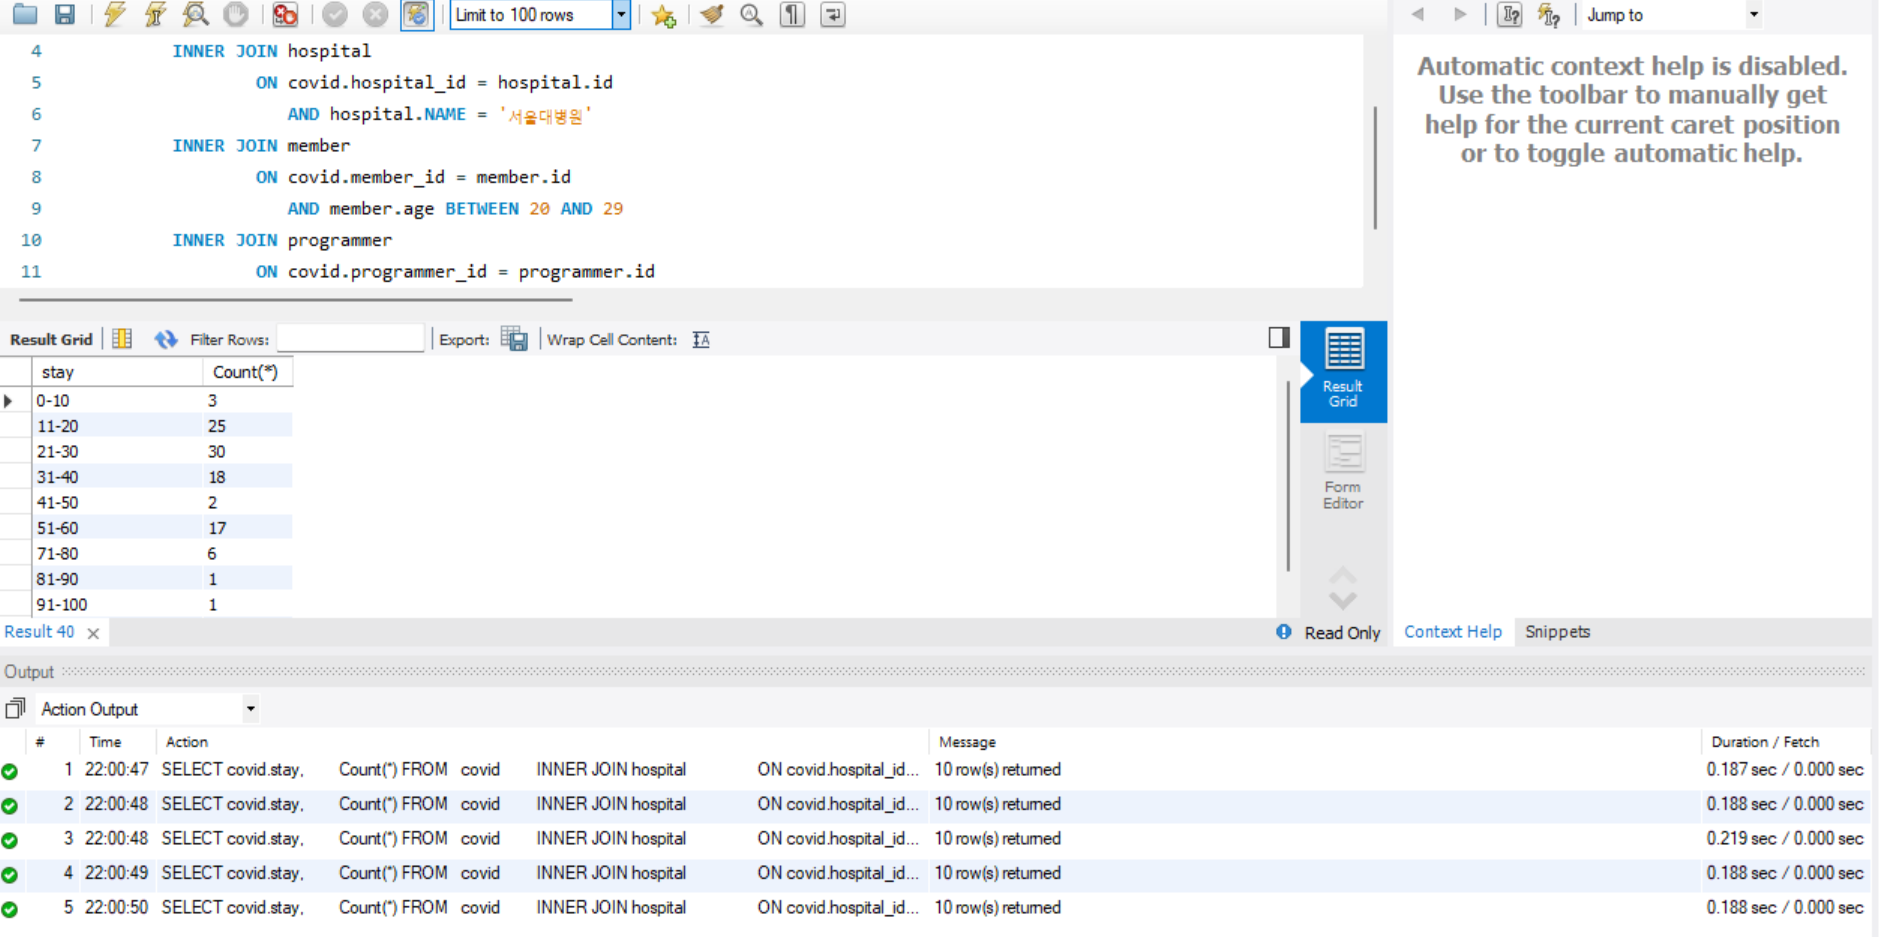 Limit to 100 rows
Jump to
4 INNER JOIN hospital
5 ON covid.hospital_id = hospital.id
6 AND hospital.NAME = '서울대병원'
7 INNER JOIN member
8 ON covid.member_id = member.id
9 AND member.age BETWEEN 20 AND 29
10 INNER JOIN programmer
11 ON covid.programmer_id = programmer.id
Automatic context help is disabled.
Use the toolbar to manually get
help for the current caret position
or to toggle automatic help.
Result Grid Filter Rows: Export: Wrap Cell Content:
stay Count(*)
0-10 3
11-20 25
21-30 30
31-40 18
41-50 2
51-60 17
71-80 6
81-90 1
91-100 1
Result
Grid
Form
Editor
Result 40
Read Only
Context Help Snippets
Output
Action Output
# Time Action Message Duration / Fetch
1 22:00:47 SELECT covid.stay, Count(*) FROM covid INNER JOIN hospital ON covid.hospital_id... 10 row(s) returned 0.187 sec / 0.000 sec
2 22:00:48 SELECT covid.stay, Count(*) FROM covid INNER JOIN hospital ON covid.hospital_id... 10 row(s) returned 0.188 sec / 0.000 sec
3 22:00:48 SELECT covid.stay, Count(*) FROM covid INNER JOIN hospital ON covid.hospital_id... 10 row(s) returned 0.219 sec / 0.000 sec
4 22:00:49 SELECT covid.stay, Count(*) FROM covid INNER JOIN hospital ON covid.hospital_id... 10 row(s) returned 0.188 sec / 0.000 sec
5 22:00:50 SELECT covid.stay, Count(*) FROM covid INNER JOIN hospital ON covid.hospital_id... 10 row(s) returned 0.188 sec / 0.000 sec